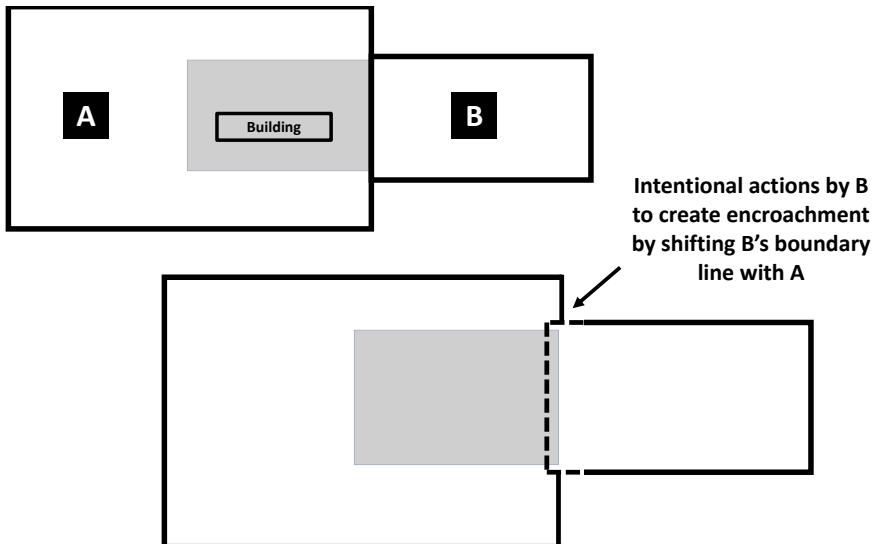 A
Building
B
Intentional actions by B
to create encroachment
by shifting B’s boundary
line with A